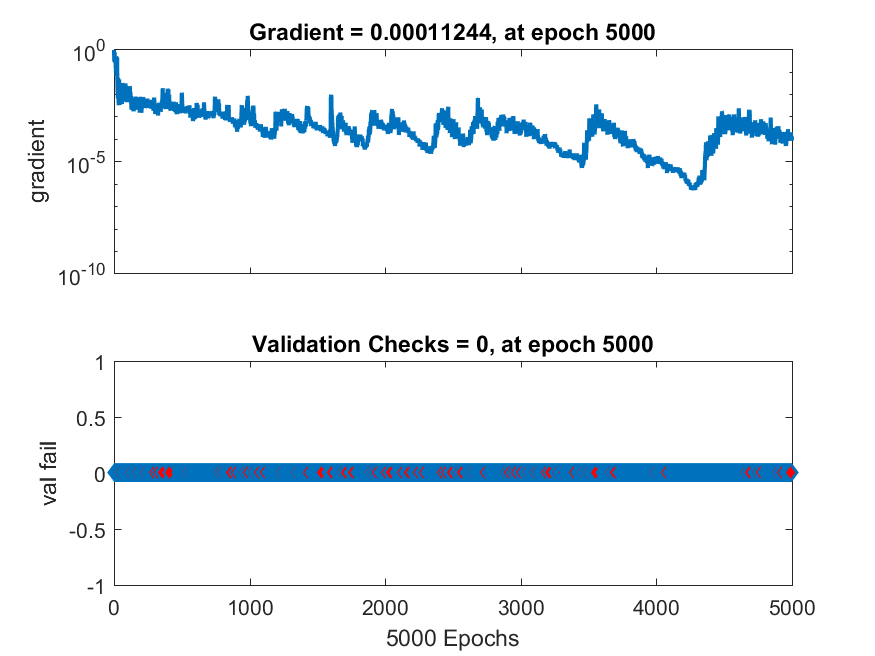 Gradient = 0.00011244, at epoch 5000
10^0
gradient
10^-5
10^-10
Validation Checks = 0, at epoch 5000
1
0.5
val fail
0
-0.5
-1
0 1000 2000 3000 4000 5000
5000 Epochs